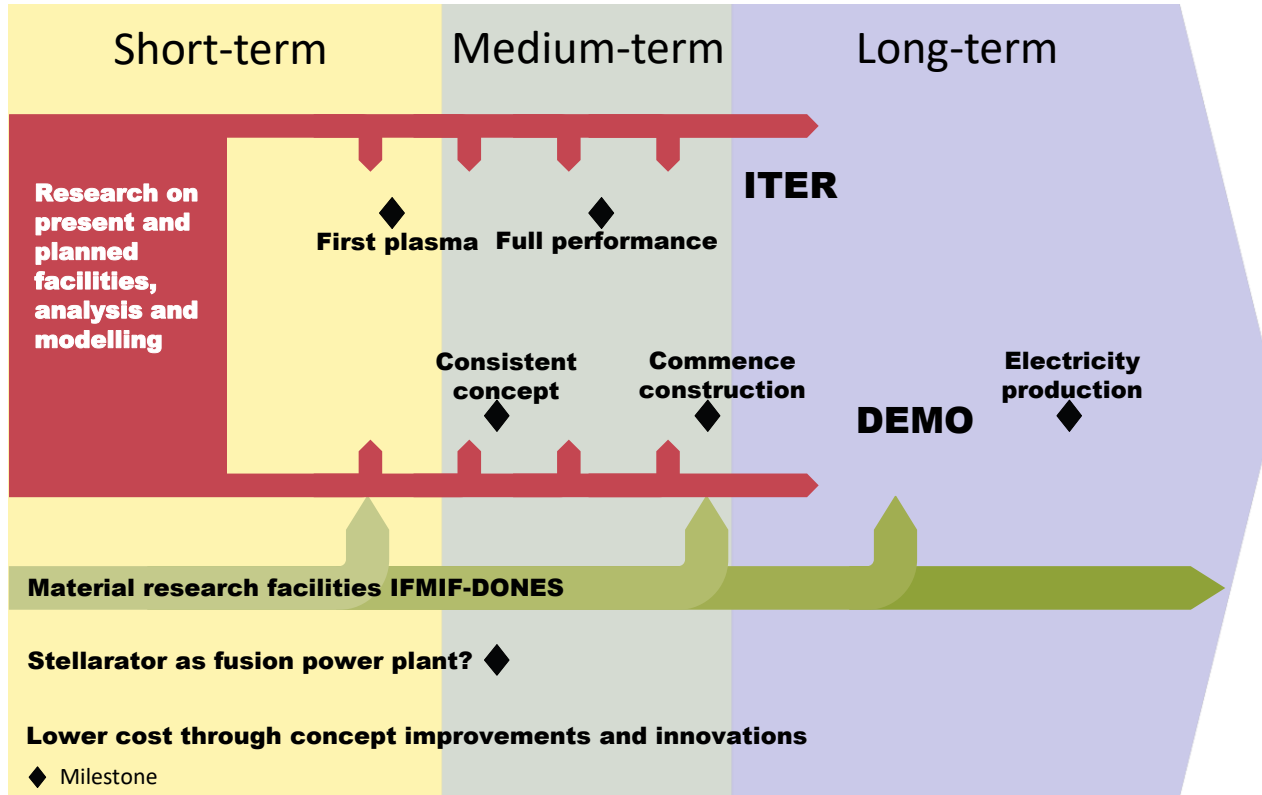 Short-term
Medium-term
Long-term
Research on
present and
planned
facilities,
analysis and
modelling
ITER
First plasma
Full performance
Consistent
concept
Commence
construction
Electricity
production
DEMO
Material research facilities IFMIF-DONES
Stellarator as fusion power plant?
Lower cost through concept improvements and innovations
Milestone